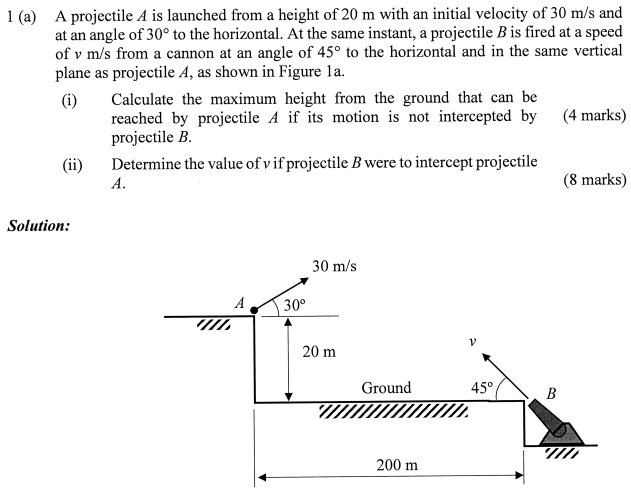 1 (a) A projectile A is launched from a height of 20 m with an initial velocity of 30 m/s and
at an angle of 30° to the horizontal. At the same instant, a projectile B is fired at a speed
of v m/s from a cannon at an angle of 45° to the horizontal and in the same vertical
plane as projectile A, as shown in Figure 1a.
(i) Calculate the maximum height from the ground that can be
reached by projectile A if its motion is not intercepted by (4 marks)
projectile B.
(ii) Determine the value of v if projectile B were to intercept projectile
A.
(8 marks)
Solution:
30 m/s
A 30°
20 m
v
Ground 45° B
200 m